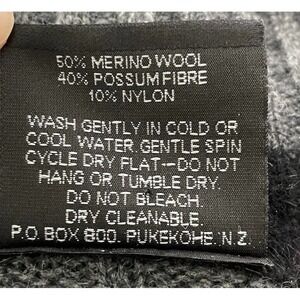 50% MERINO WOOL
40% POSSUM FIBRE
10% NYLON
WASH GENTLY IN COLD OR
COOL WATER. GENTLE SPIN
CYCLE DRY FLAT--DO NOT
HANG OR TUMBLE DRY.
DO NOT BLEACH.
DRY CLEANABLE.
P.O. BOX 800. PUKEKOHE. N.Z.